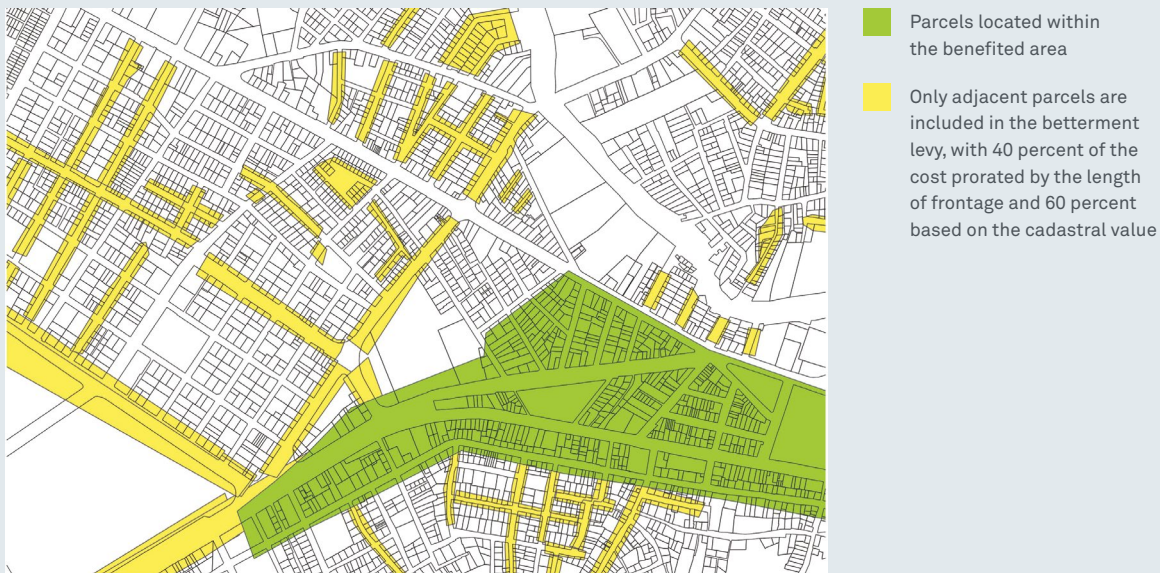 Parcels located within
the benefited area
Only adjacent parcels are
included in the betterment
levy, with 40 percent of the
cost prorated by the length
of frontage and 60 percent
based on the cadastral value